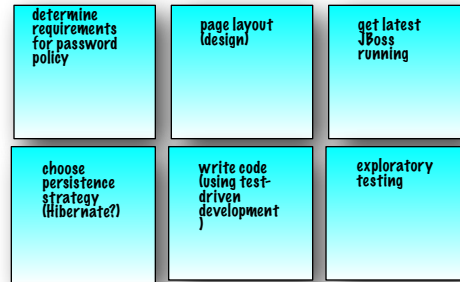 determine
requirements
for password
policy
page layout
(design)
get latest
JBoss
running
choose
persistence
strategy
(Hibernate?)
write code
(using test-
driven
development
)
exploratory
testing